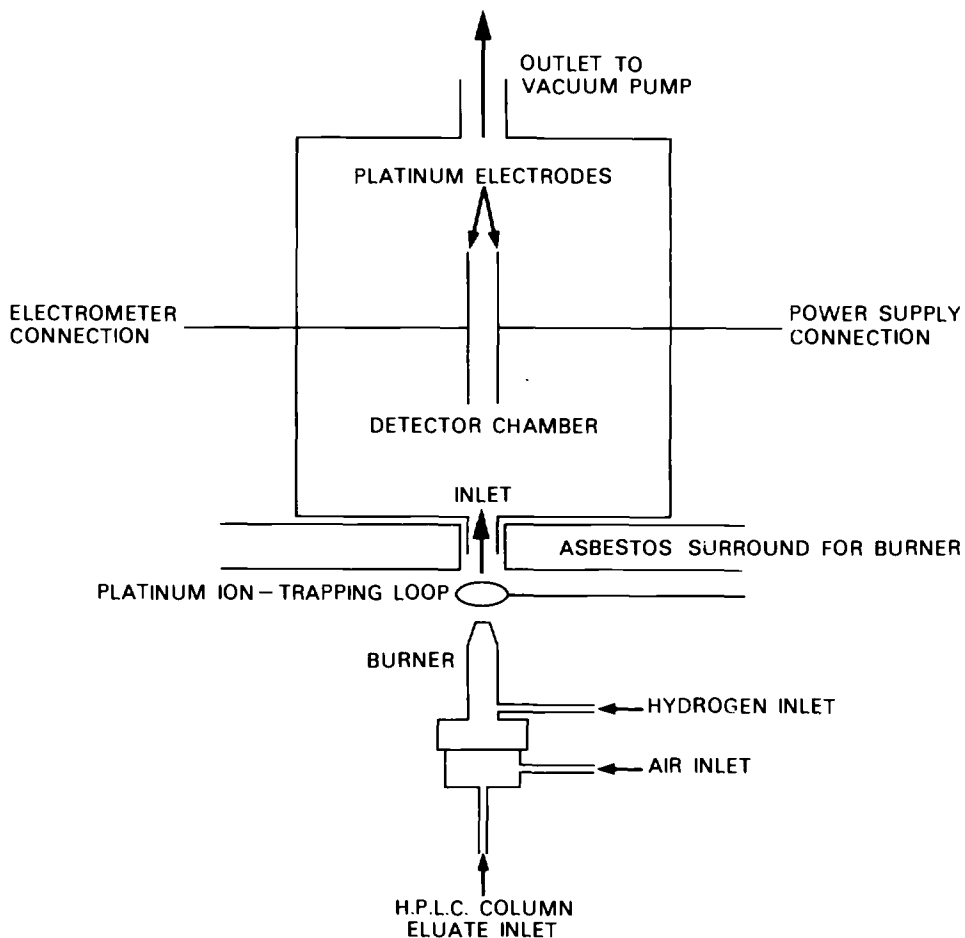 OUTLET TO
VACUUM PUMP
PLATINUM ELECTRODES
ELECTROMETER
CONNECTION
POWER SUPPLY
CONNECTION
DETECTOR CHAMBER
INLET
ASBESTOS SURROUND FOR BURNER
PLATINUM ION-TRAPPING LOOP
BURNER
HYDROGEN INLET
AIR INLET
H.P.L.C. COLUMN
ELUATE INLET